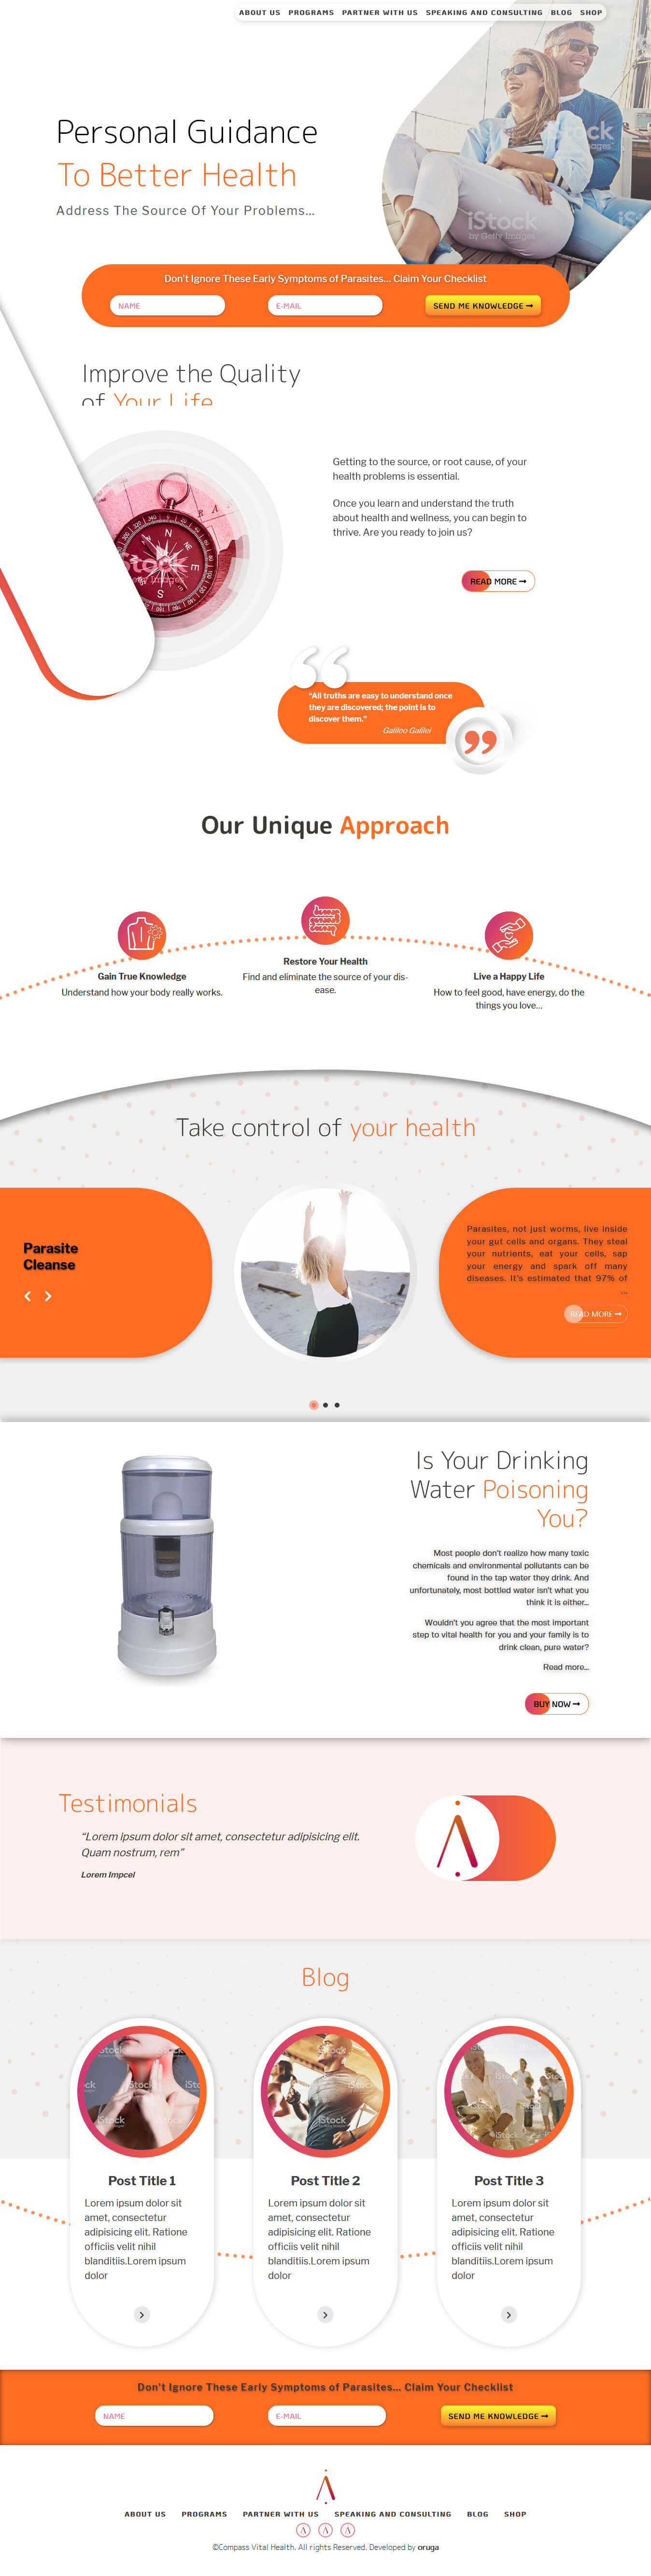 ABOUT US PROGRAMS PARTNER WITH US SPEAKING AND CONSULTING BLOG SHOP
Personal Guidance
To Better Health
Address The Source Of Your Problems...
iStock
by Getty Images
Don't Ignore These Early Symptoms of Parasites... Claim Your Checklist
NAME E-MAIL SEND ME KNOWLEDGE
Improve the Quality
of Your Life
Getting to the source, or root cause, of your
health problems is essential.
Once you learn and understand the truth
about health and wellness, you can begin to
thrive. Are you ready to join us?
READ MORE
“All truths are easy to understand once
they are discovered; the point is to
discover them.”
-Galileo Galilei
Our Unique Approach
Gain True Knowledge
Understand how your body really works.
Restore Your Health
Find and eliminate the source of your dis-
ease.
Live a Happy Life
How to feel good, have energy, do the
things you love...
Take control of your health
Parasite
Cleanse
Parasites, not just worms, live inside
your gut cells and organs. They steal
your nutrients, eat your cells, sap
your energy and spark off many
diseases. It's estimated that 97% of
...
READ MORE
Is Your Drinking
Water Poisoning
You?
Most people don't realize how many toxic
chemicals and environmental pollutants can be
found in the tap water they drink. And
unfortunately, most bottled water isn't what you
think it is either...
Wouldn't you agree that the most important
step to vital health for you and your family is to
drink clean, pure water?
Read more...
BUY NOW
Testimonials
“Lorem ipsum dolor sit amet, consectetur adipisicing elit.
Quam nostrum, rem”
Lorem Impcel
Blog
Post Title 1
Lorem ipsum dolor sit
amet, consectetur
adipisicing elit. Ratione
officiis velit nihil
blanditiis.Lorem ipsum
dolor
Post Title 2
Lorem ipsum dolor sit
amet, consectetur
adipisicing elit. Ratione
officiis velit nihil
blanditiis.Lorem ipsum
dolor
Post Title 3
Lorem ipsum dolor sit
amet, consectetur
adipisicing elit. Ratione
officiis velit nihil
blanditiis.Lorem ipsum
dolor
Don't Ignore These Early Symptoms of Parasites... Claim Your Checklist
NAME E-MAIL SEND ME KNOWLEDGE
ABOUT US PROGRAMS PARTNER WITH US SPEAKING AND CONSULTING BLOG SHOP
©Compass Vital Health. All rights Reserved. Developed by oruga